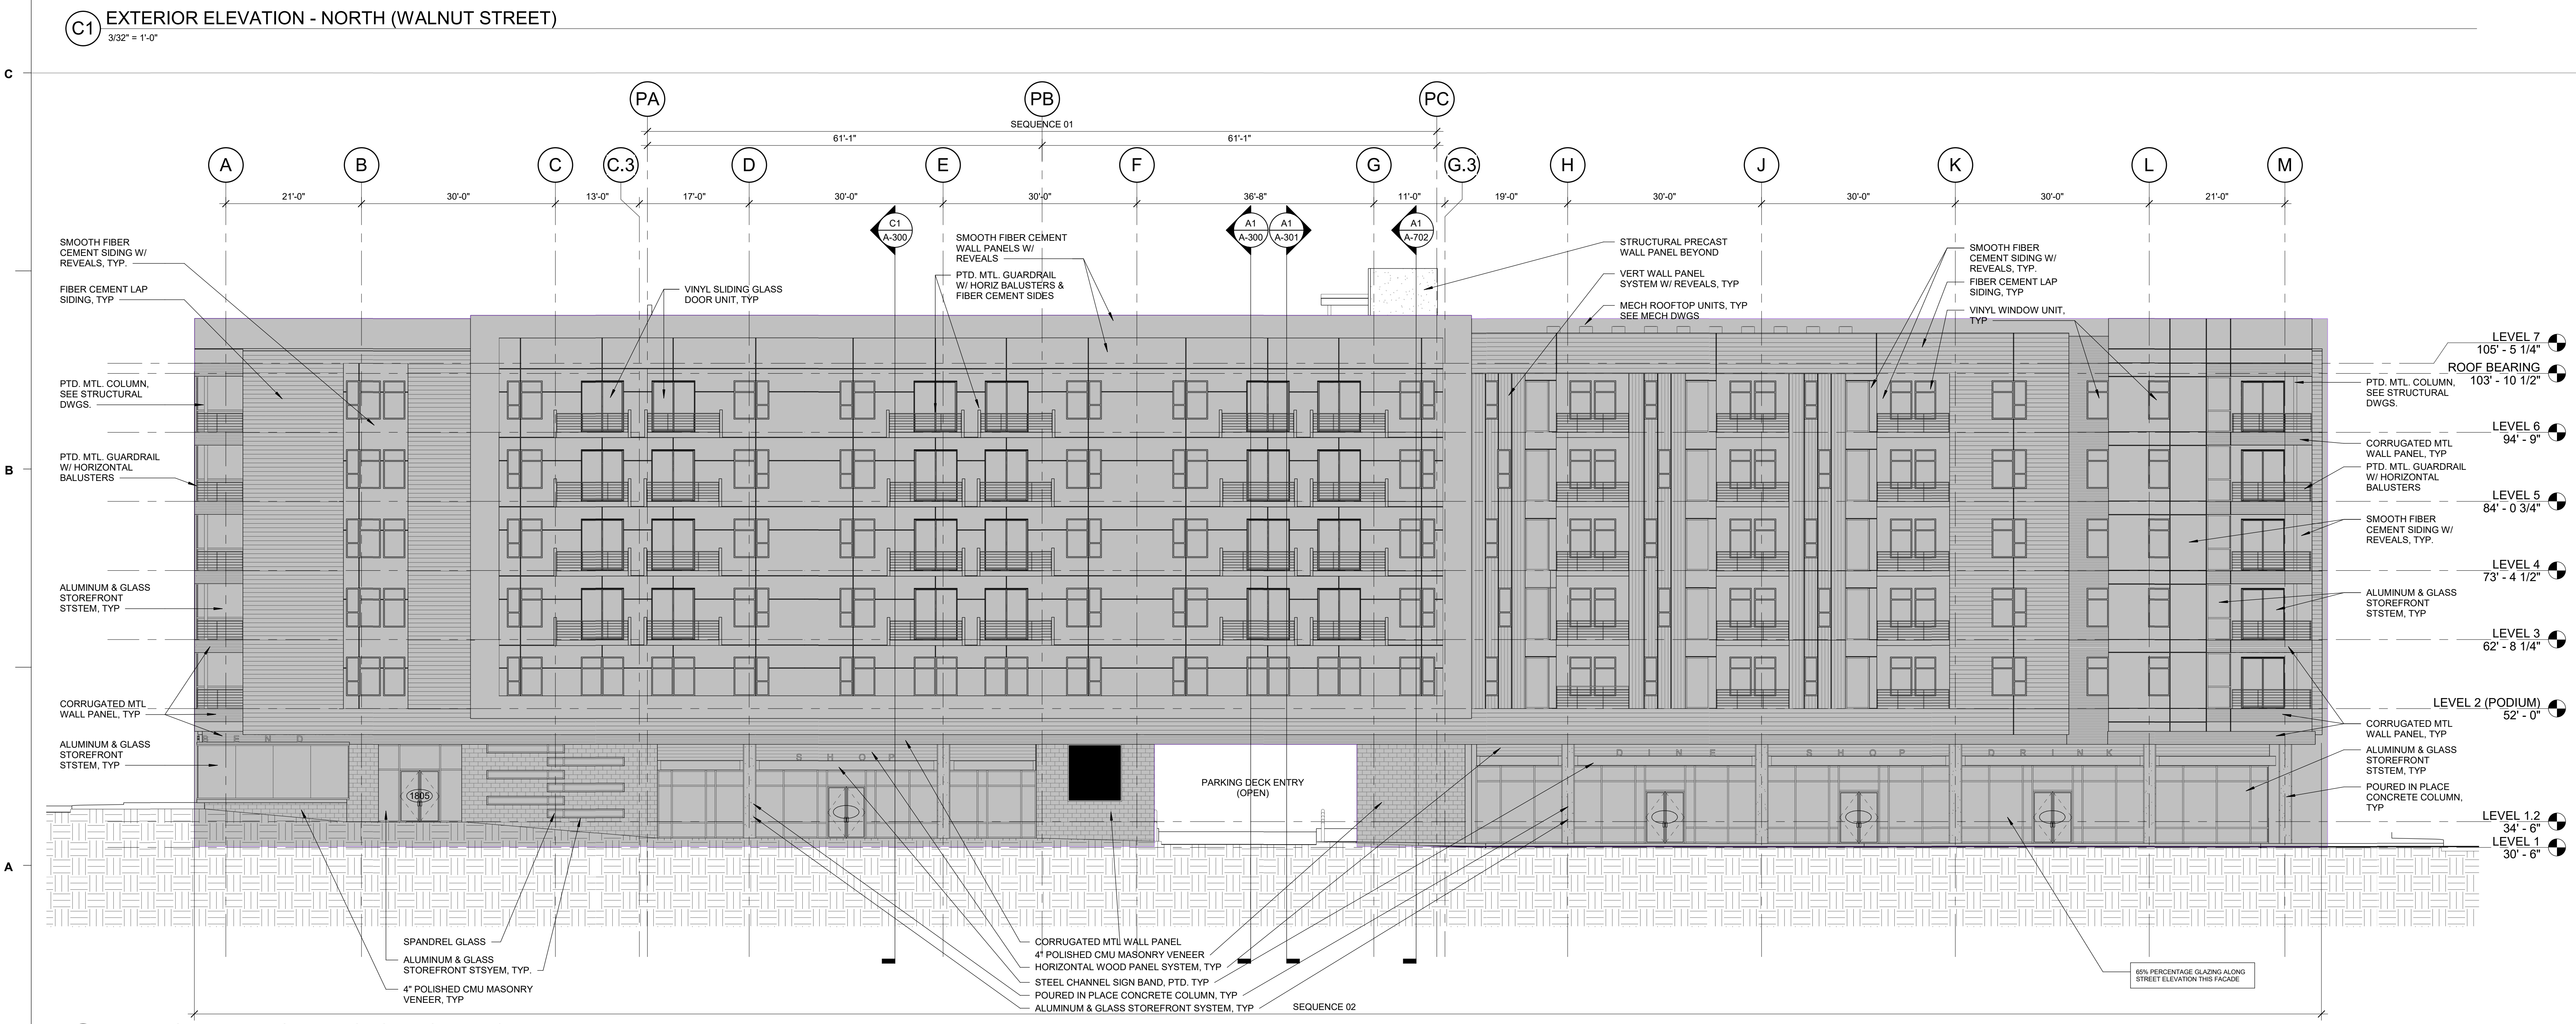 C1
EXTERIOR ELEVATION - NORTH (WALNUT STREET)
3/32" = 1'-0"
C
B
A
PA
PB
PC
SEQUENCE 01
61'-1"
61'-1"
A
B
C
C.3
D
E
F
G
G.3
H
J
K
L
M
21'-0"
30'-0"
13'-0"
17'-0"
30'-0"
30'-0"
36'-8"
11'-0"
19'-0"
30'-0"
30'-0"
30'-0"
21'-0"
C1
A-300
A1
A-300
A1
A-301
A1
A-702
SMOOTH FIBER
CEMENT SIDING W/
REVEALS, TYP.
FIBER CEMENT LAP
SIDING, TYP
PTD. MTL. COLUMN,
SEE STRUCTURAL
DWGS.
PTD. MTL. GUARDRAIL
W/ HORIZONTAL
BALUSTERS
ALUMINUM & GLASS
STOREFRONT
STSTEM, TYP
CORRUGATED MTL
WALL PANEL, TYP
ALUMINUM & GLASS
STOREFRONT
STSTEM, TYP
VINYL SLIDING GLASS
DOOR UNIT, TYP
SMOOTH FIBER CEMENT
WALL PANELS W/
REVEALS
PTD. MTL. GUARDRAIL
W/ HORIZ BALUSTERS &
FIBER CEMENT SIDES
STRUCTURAL PRECAST
WALL PANEL BEYOND
VERT WALL PANEL
SYSTEM W/ REVEALS, TYP
MECH ROOFTOP UNITS, TYP
SEE MECH DWGS
SMOOTH FIBER
CEMENT SIDING W/
REVEALS, TYP.
FIBER CEMENT LAP
SIDING, TYP
VINYL WINDOW UNIT,
TYP
LEVEL 7
105' - 5 1/4"
ROOF BEARING
103' - 10 1/2"
LEVEL 6
94' - 9"
LEVEL 5
84' - 0 3/4"
LEVEL 4
73' - 4 1/2"
LEVEL 3
62' - 8 1/4"
LEVEL 2 (PODIUM)
52' - 0"
LEVEL 1.2
34' - 6"
LEVEL 1
30' - 6"
PTD. MTL. COLUMN,
SEE STRUCTURAL
DWGS.
CORRUGATED MTL
WALL PANEL, TYP
PTD. MTL. GUARDRAIL
W/ HORIZONTAL
BALUSTERS
SMOOTH FIBER
CEMENT SIDING W/
REVEALS, TYP.
ALUMINUM & GLASS
STOREFRONT
STSTEM, TYP
CORRUGATED MTL
WALL PANEL, TYP
ALUMINUM & GLASS
STOREFRONT
STSTEM, TYP
POURED IN PLACE
CONCRETE COLUMN,
TYP
SHOP
DINE
SHOP
DRINK
1805
PARKING DECK ENTRY
(OPEN)
SPANDREL GLASS
ALUMINUM & GLASS
STOREFRONT STSYEM, TYP.
4" POLISHED CMU MASONRY
VENEER, TYP
CORRUGATED MTL WALL PANEL
4" POLISHED CMU MASONRY VENEER
HORIZONTAL WOOD PANEL SYSTEM, TYP
STEEL CHANNEL SIGN BAND, PTD. TYP
POURED IN PLACE CONCRETE COLUMN, TYP
ALUMINUM & GLASS STOREFRONT SYSTEM, TYP
65% PERCENTAGE GLAZING ALONG
STREET ELEVATION THIS FACADE
SEQUENCE 02